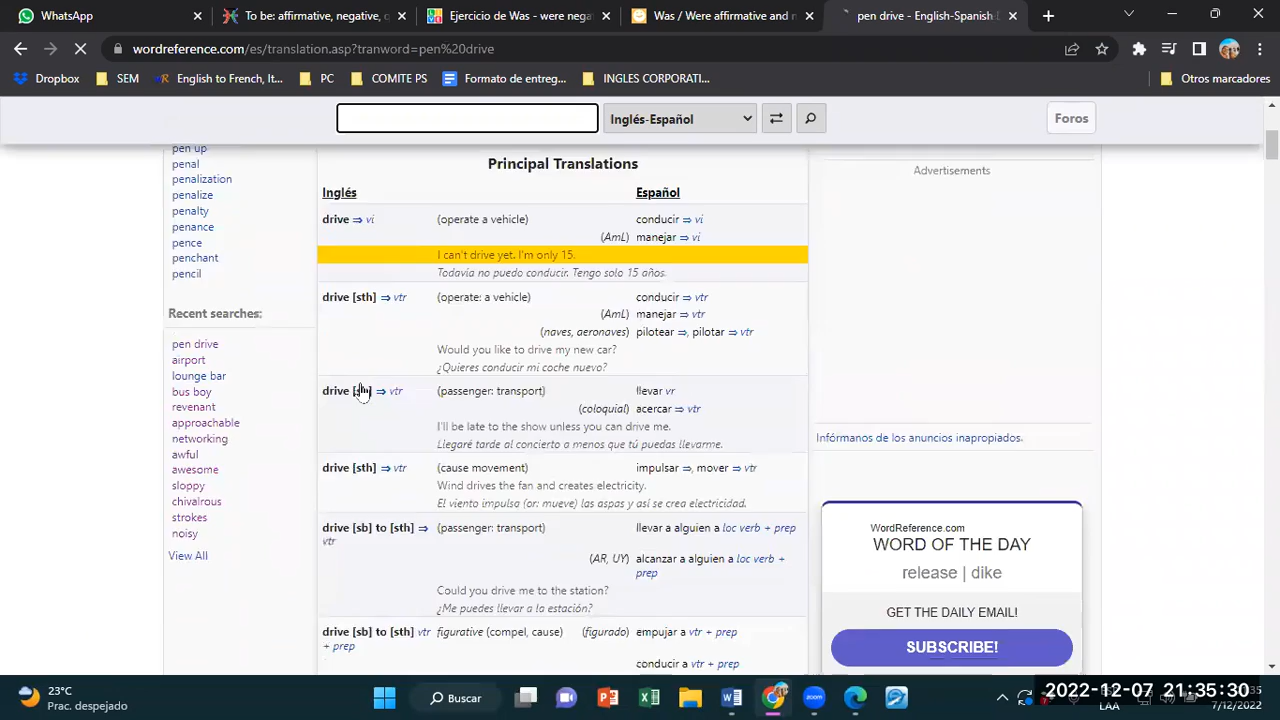 WhatsApp
To be: affirmative, negative, q
Ejercicio de Was - were nega
Was / Were affirmative and n
pen drive - English-Spanish D
wordreference.com/es/translation.asp?tranword=pen%20drive
Dropbox
SEM
English to French, It...
PC
COMITE PS
Formato de entreg...
INGLES CORPORATI...
Otros marcadores
Inglés-Español
Foros
pen up
penal
penalization
penalize
penalty
penance
pence
penchant
pencil
Recent searches:
pen drive
airport
lounge bar
bus boy
revenant
approachable
networking
awful
awesome
sloppy
chivalrous
strokes
noisy
View All
Principal Translations
Inglés Español
drive ⇒ vi (operate a vehicle) conducir ⇒ vi
(AmL) manejar ⇒ vi
I can't drive yet. I'm only 15.
Todavía no puedo conducir. Tengo solo 15 años.
drive [sth] ⇒ vtr (operate: a vehicle) conducir ⇒ vtr
(AmL) manejar ⇒ vtr
(naves, aeronaves) pilotear ⇒, pilotar ⇒ vtr
Would you like to drive my new car?
¿Quieres conducir mi coche nuevo?
drive ⇒ vtr (passenger: transport) llevar vr
(coloquial) acercar ⇒ vtr
I'll be late to the show unless you can drive me.
Llegaré tarde al concierto a menos que tú puedas llevarme.
drive [sth] ⇒ vtr (cause movement) impulsar ⇒, mover ⇒ vtr
Wind drives the fan and creates electricity.
El viento impulsa (or: mueve) las aspas y así se crea electricidad.
drive [sb] to [sth] ⇒ (passenger: transport) llevar a alguien a loc verb + prep
vtr
(AR, UY) alcanzar a alguien a loc verb +
prep
Could you drive me to the station?
¿Me puedes llevar a la estación?
drive [sb] to [sth] vtr figurative (compel, cause) (figurado) empujar a vtr + prep
+ prep
conducir a vtr + prep
Advertisements
Infórmanos de los anuncios inapropiados.
WordReference.com
WORD OF THE DAY
release | dike
GET THE DAILY EMAIL!
SUBSCRIBE!
23°C
Prac. despejado
Buscar
LAA
2022-12-07 21:35:30
7/12/2022